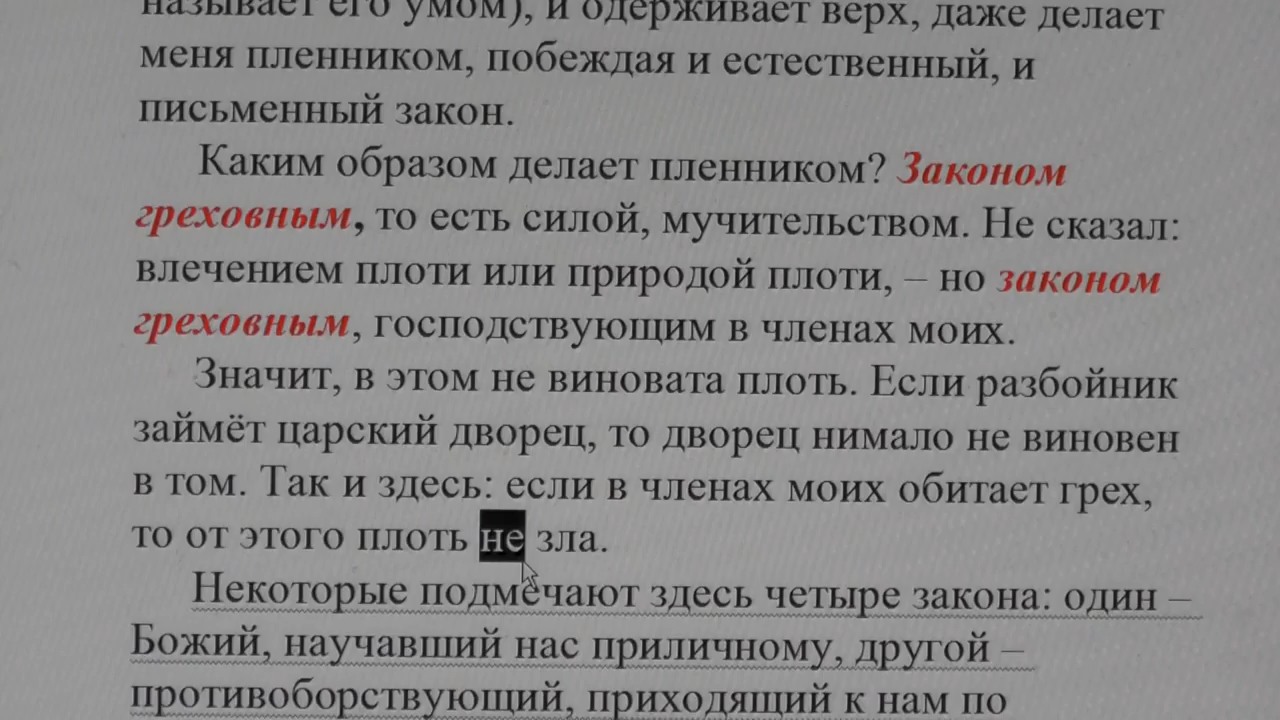 называет его умом), и одерживает верх, даже делает
меня пленником, побеждая и естественный, и
письменный закон.
Каким образом делает пленником? Законом
греховным, то есть силой, мучительством. Не сказал:
влечением плоти или природой плоти, – но законом
греховным, господствующим в членах моих.
Значит, в этом не виновата плоть. Если разбойник
займёт царский дворец, то дворец нимало не виновен
в том. Так и здесь: если в членах моих обитает грех,
то от этого плоть не зла.
Некоторые подмечают здесь четыре закона: один –
Божий, научавший нас приличному, другой –
противоборствующий, приходящий к нам по